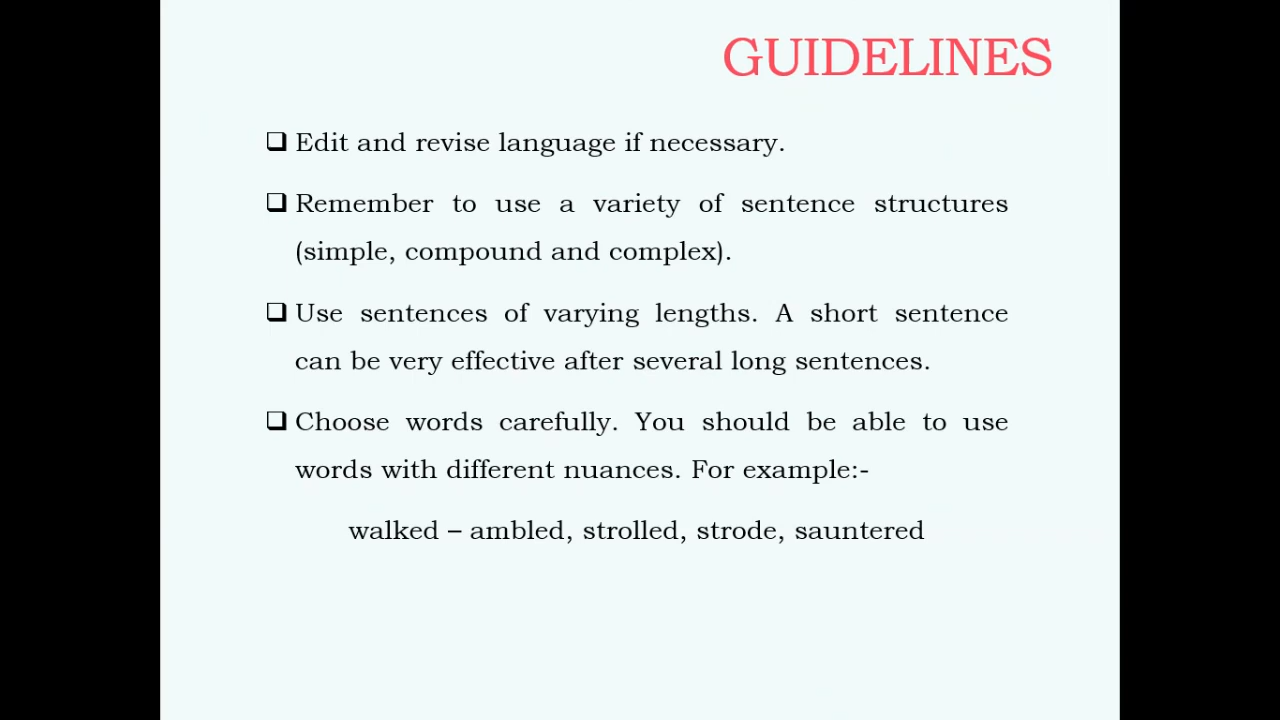 GUIDELINES
❑ Edit and revise language if necessary.
❑ Remember to use a variety of sentence structures
(simple, compound and complex).
❑ Use sentences of varying lengths. A short sentence
can be very effective after several long sentences.
❑ Choose words carefully. You should be able to use
words with different nuances. For example:-
walked – ambled, strolled, strode, sauntered